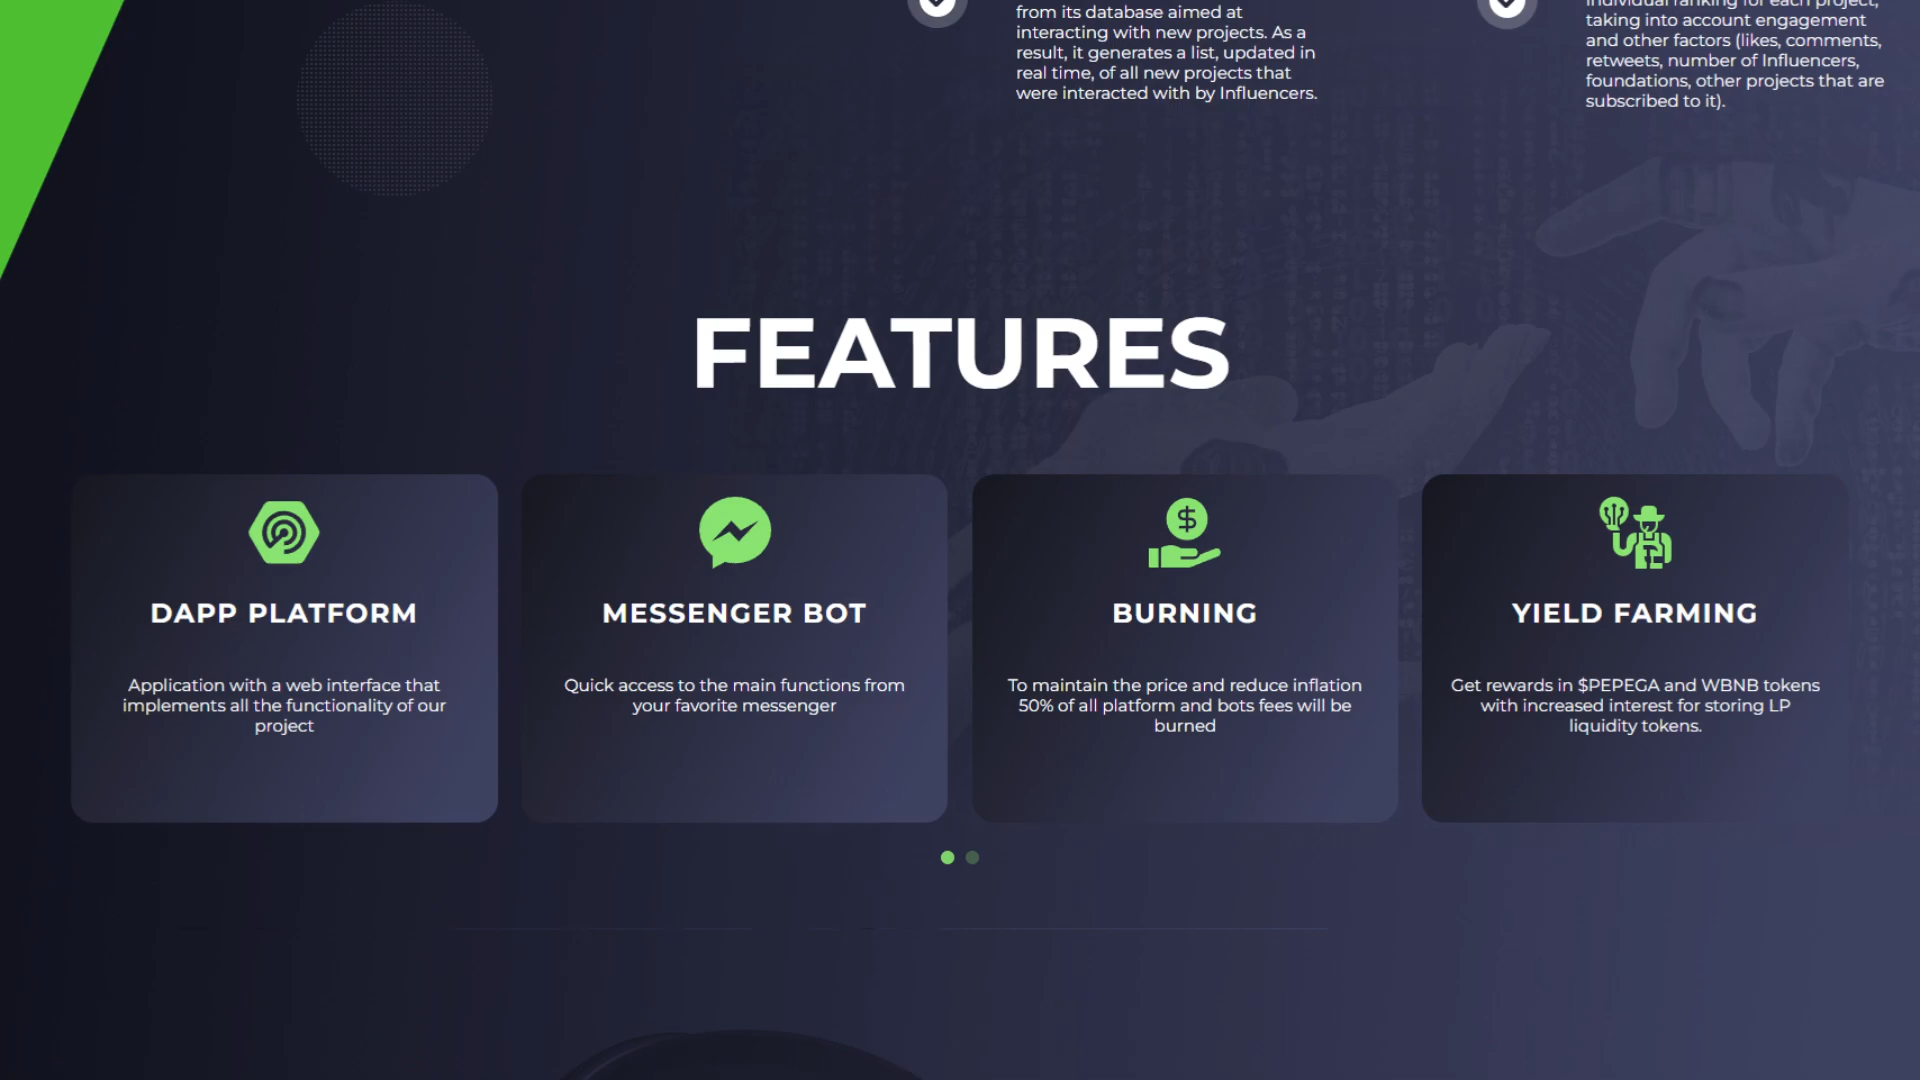 from its database aimed at
interacting with new projects. As a
result, it generates a list, updated in
real time, of all new projects that
were interacted with by Influencers.
individual ranking for each project,
taking into account engagement
and other factors (likes, comments,
retweets, number of Influencers,
foundations, other projects that are
subscribed to it).
FEATURES
DAPP PLATFORM
Application with a web interface that
implements all the functionality of our
project
MESSENGER BOT
Quick access to the main functions from
your favorite messenger
BURNING
To maintain the price and reduce inflation
50% of all platform and bots fees will be
burned
YIELD FARMING
Get rewards in $PEPEGA and WBNB tokens
with increased interest for storing LP
liquidity tokens.